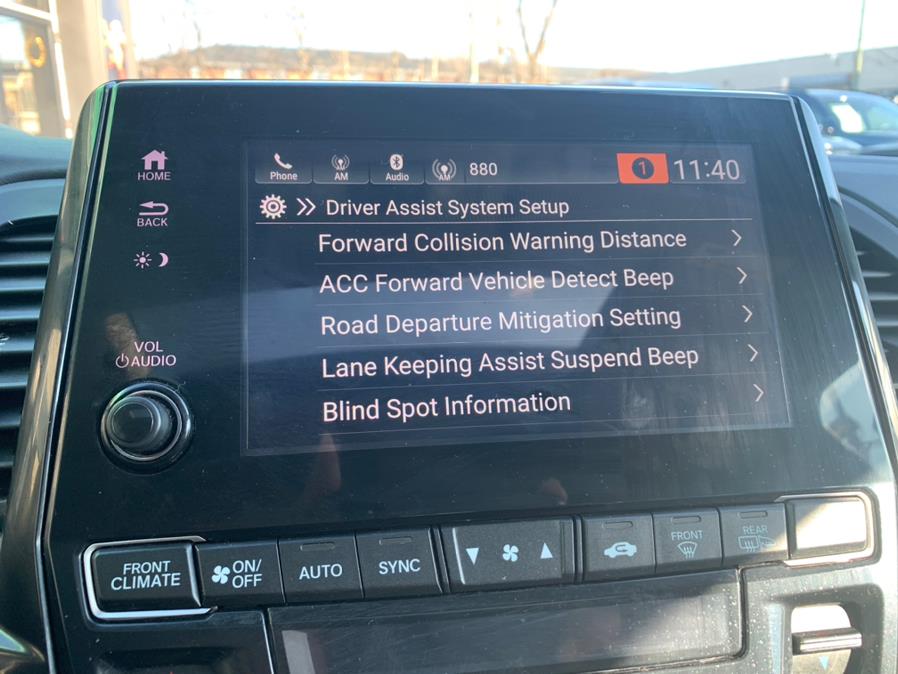 HOME
BACK
VOL
AUDIO
Phone
AM
Audio
AM
880
1
11:40
Driver Assist System Setup
Forward Collision Warning Distance
ACC Forward Vehicle Detect Beep
Road Departure Mitigation Setting
Lane Keeping Assist Suspend Beep
Blind Spot Information
FRONT
CLIMATE
ON/
OFF
AUTO
SYNC
FRONT
REAR